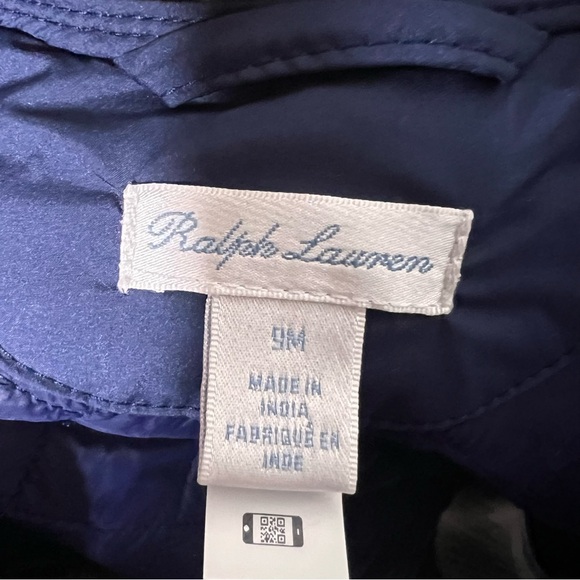 Ralph Lauren
9M
MADE IN
INDIA
FABRIQUÉ EN
INDE